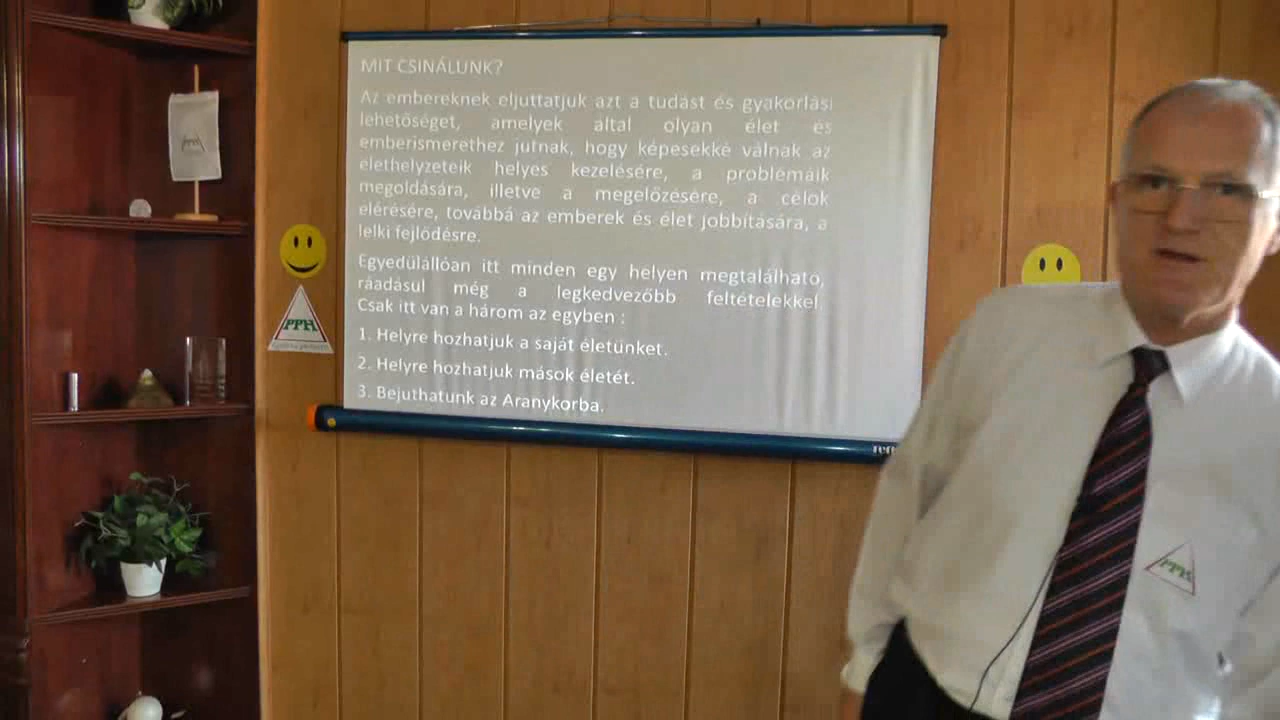 MIT CSINÁLUNK?
Az embereknek eljuttatjuk azt a tudást és gyakorlási
lehetőséget, amelyek által olyan élet és
emberismerethez jutnak, hogy képesekké válnak az
élethelyzeteik helyes kezelésére, a problémáik
megoldására, illetve a megelőzésére, a célok
elérésére, továbbá az emberek és élet jobbítására, a
lelki fejlődésre.
Egyedülállóan itt minden egy helyen megtalálható,
ráadásul még a legkedvezőbb feltételekkel.
Csak itt van a három az egyben :
1. Helyre hozhatjuk a saját életünket.
2. Helyre hozhatjuk mások életét.
3. Bejuthatunk az Aranykorba.
PPH
PPH
PPH